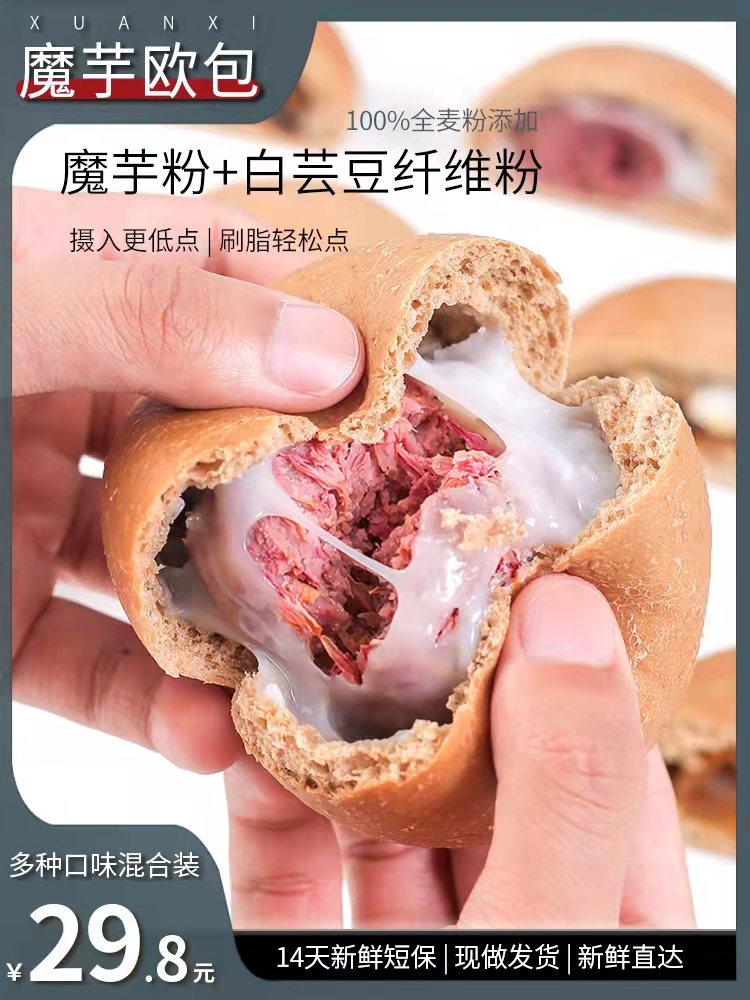 XUANXI
魔芋欧包
100%全麦粉添加
魔芋粉+白芸豆纤维粉
摄入更低点|刷脂轻松点
多种口味混合装
¥29.8元
14天新鲜短保|现做发货|新鲜直达